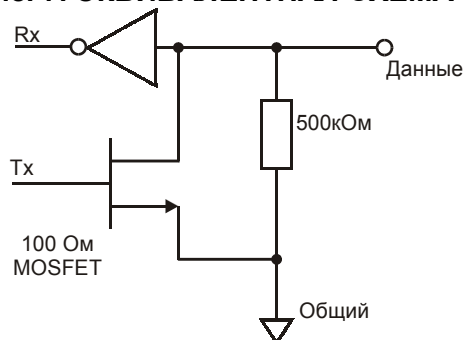 Rx
Данные
500кОм
Tx
100 Ом
MOSFET
Общий